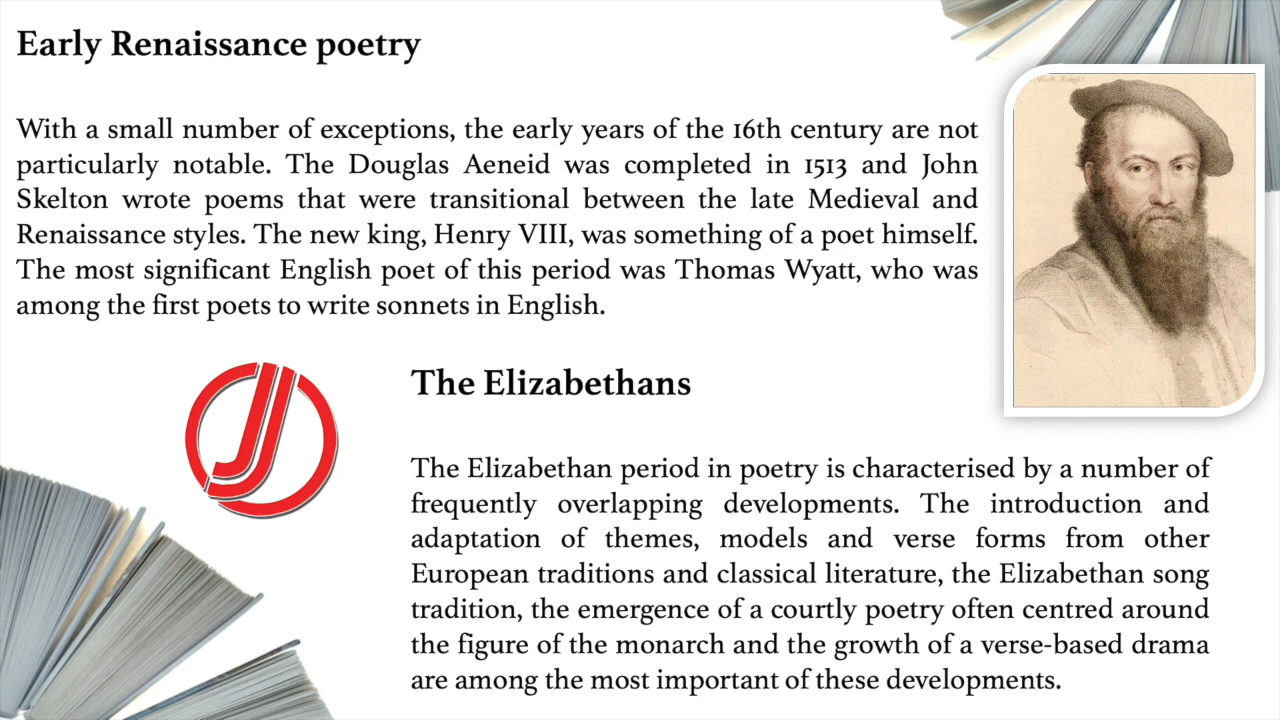 Early Renaissance poetry
With a small number of exceptions, the early years of the 16th century are not
particularly notable. The Douglas Aeneid was completed in 1513 and John
Skelton wrote poems that were transitional between the late Medieval and
Renaissance styles. The new king, Henry VIII, was something of a poet himself.
The most significant English poet of this period was Thomas Wyatt, who was
among the first poets to write sonnets in English.
The Elizabethans
The Elizabethan period in poetry is characterised by a number of
frequently overlapping developments. The introduction and
adaptation of themes, models and verse forms from other
European traditions and classical literature, the Elizabethan song
tradition, the emergence of a courtly poetry often centred around
the figure of the monarch and the growth of a verse-based drama
are among the most important of these developments.